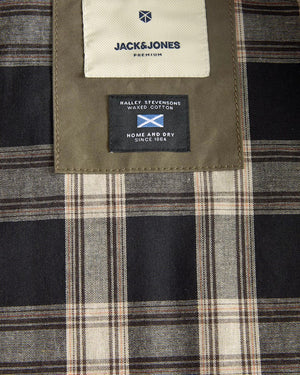 JACK&JONES
PREMIUM
HALLEY STEVENSONS
WAXED COTTON
HOME AND DRY
SINCE 1864